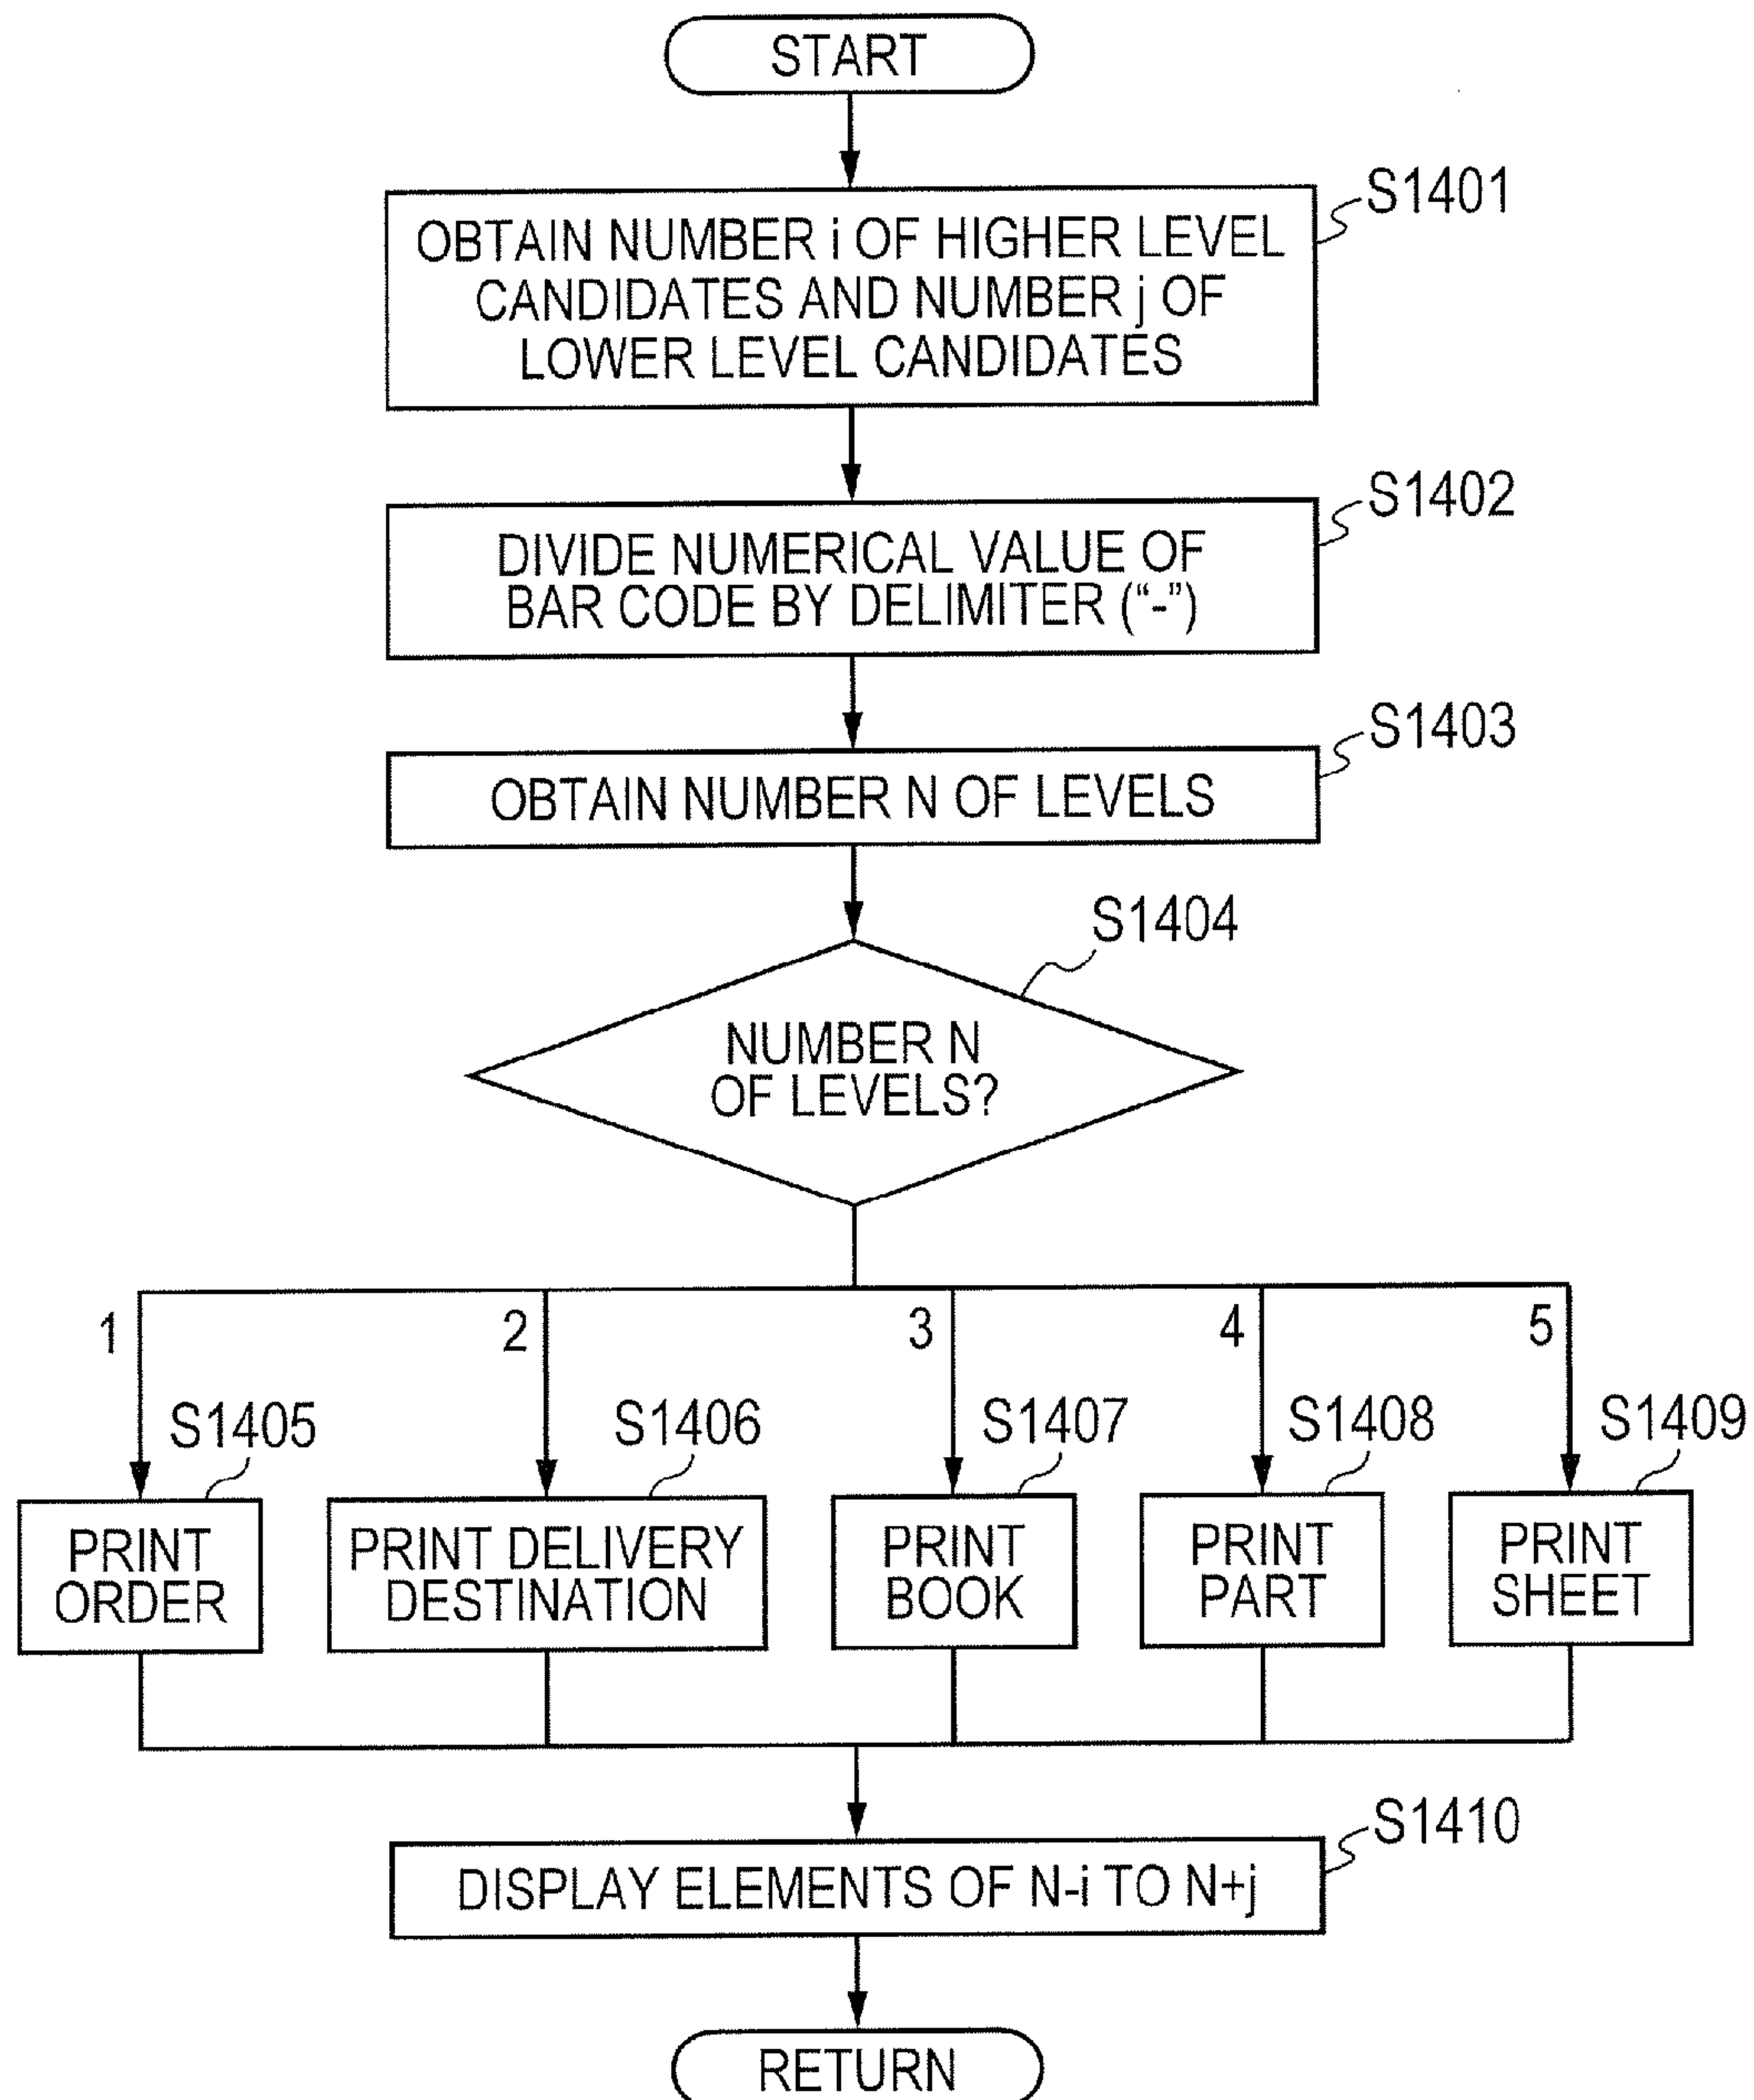 START
S1401
OBTAIN NUMBER i OF HIGHER LEVEL
CANDIDATES AND NUMBER j OF
LOWER LEVEL CANDIDATES
S1402
DIVIDE NUMERICAL VALUE OF
BAR CODE BY DELIMITER (“-”)
S1403
OBTAIN NUMBER N OF LEVELS
S1404
NUMBER N
OF LEVELS?
1
2
3
4
5
S1405
S1406
S1407
S1408
S1409
PRINT
ORDER
PRINT DELIVERY
DESTINATION
PRINT
BOOK
PRINT
PART
PRINT
SHEET
S1410
DISPLAY ELEMENTS OF N-i TO N+j
RETURN